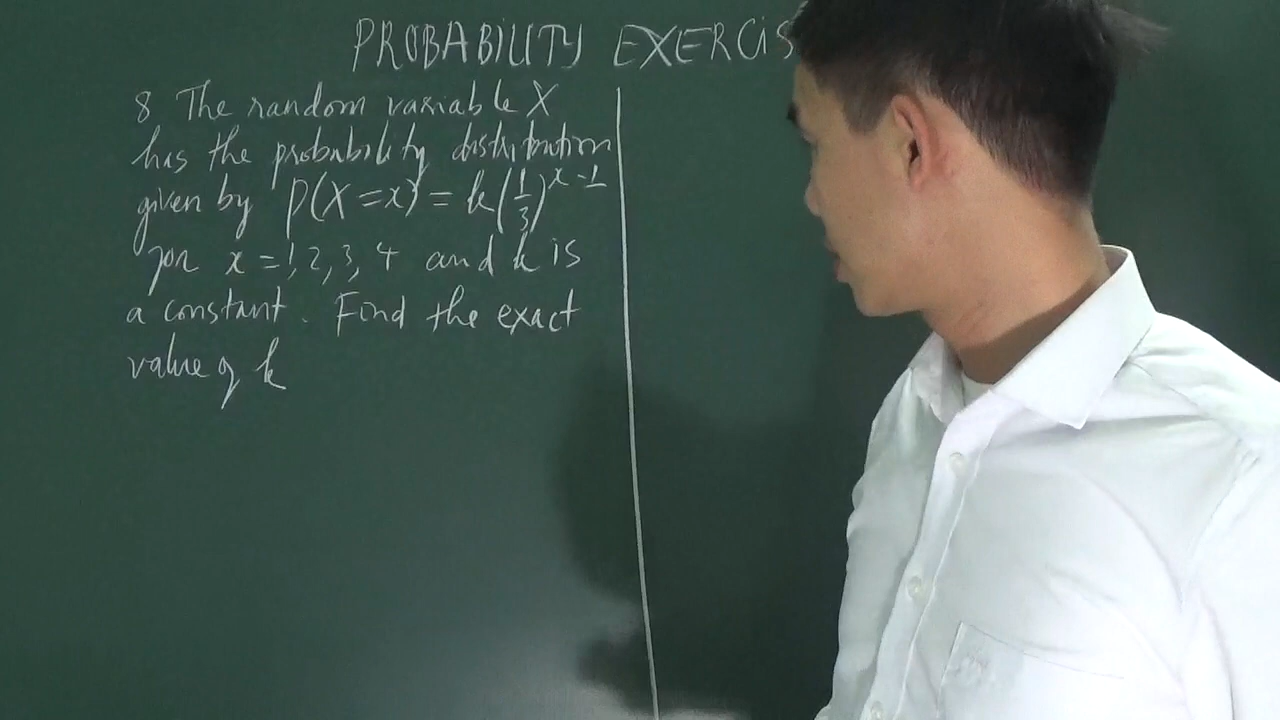 PROBABILITY EXERCIS
8 The random variable X
has the probability distribution
given by P(X=x) = k(1/3)^x-1
for x=1,2,3,4 and k is
a constant. Find the exact
value of k